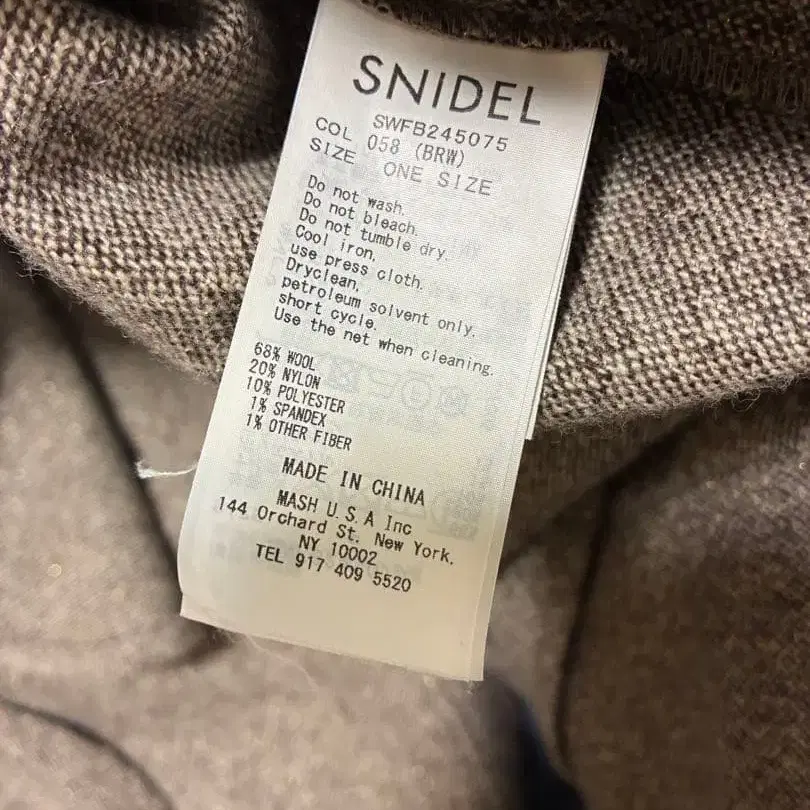 SNIDEL
SWFB245075
COL 058 (BRW)
SIZE ONE SIZE
Do not wash.
Do not bleach.
Do not tumble dry.
Cool iron,
use press cloth.
Dryclean,
petroleum solvent only,
short cycle.
Use the net when cleaning.
68% WOOL
20% NYLON
10% POLYESTER
1% SPANDEX
1% OTHER FIBER
MADE IN CHINA
MASH U.S.A Inc
144 Orchard St. New York,
NY 10002
TEL 917 409 5520